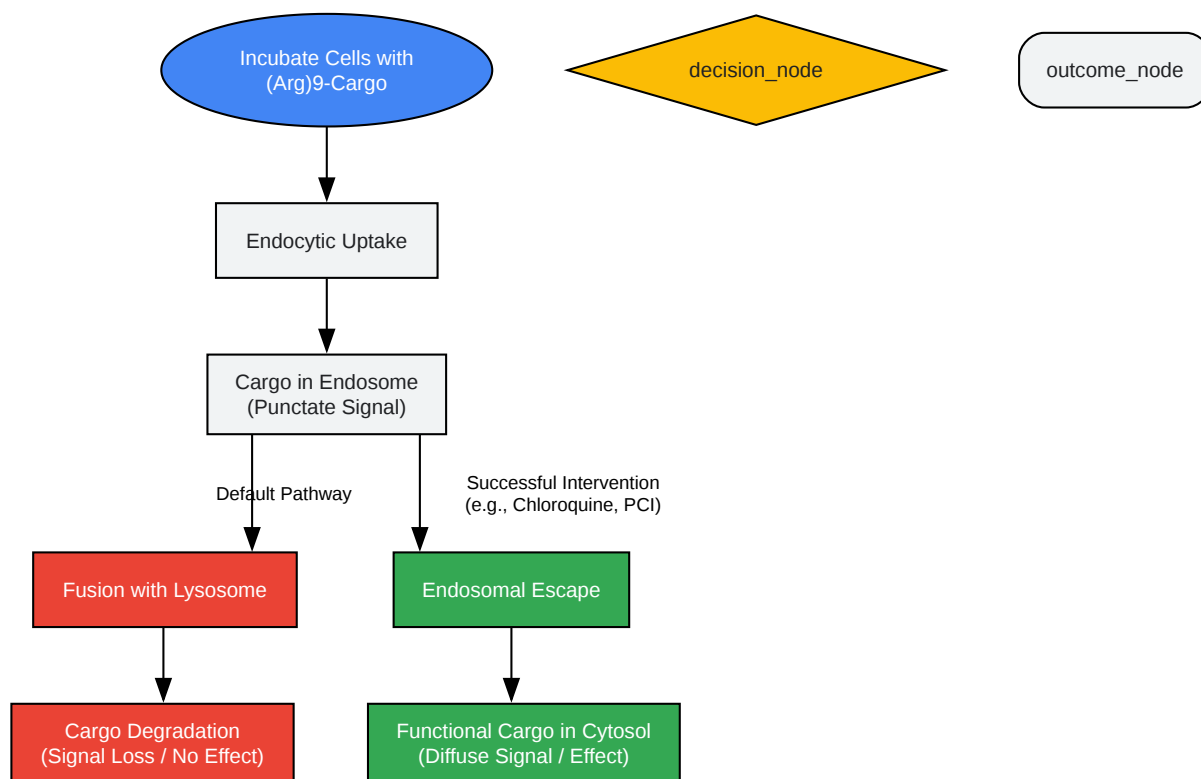 Incubate Cells with
(Arg)9-Cargo
decision_node
outcome_node
Endocytic Uptake
Cargo in Endosome
(Punctate Signal)
Default Pathway
Successful Intervention
(e.g., Chloroquine, PCI)
Fusion with Lysosome
Endosomal Escape
Cargo Degradation
(Signal Loss / No Effect)
Functional Cargo in Cytosol
(Diffuse Signal / Effect)